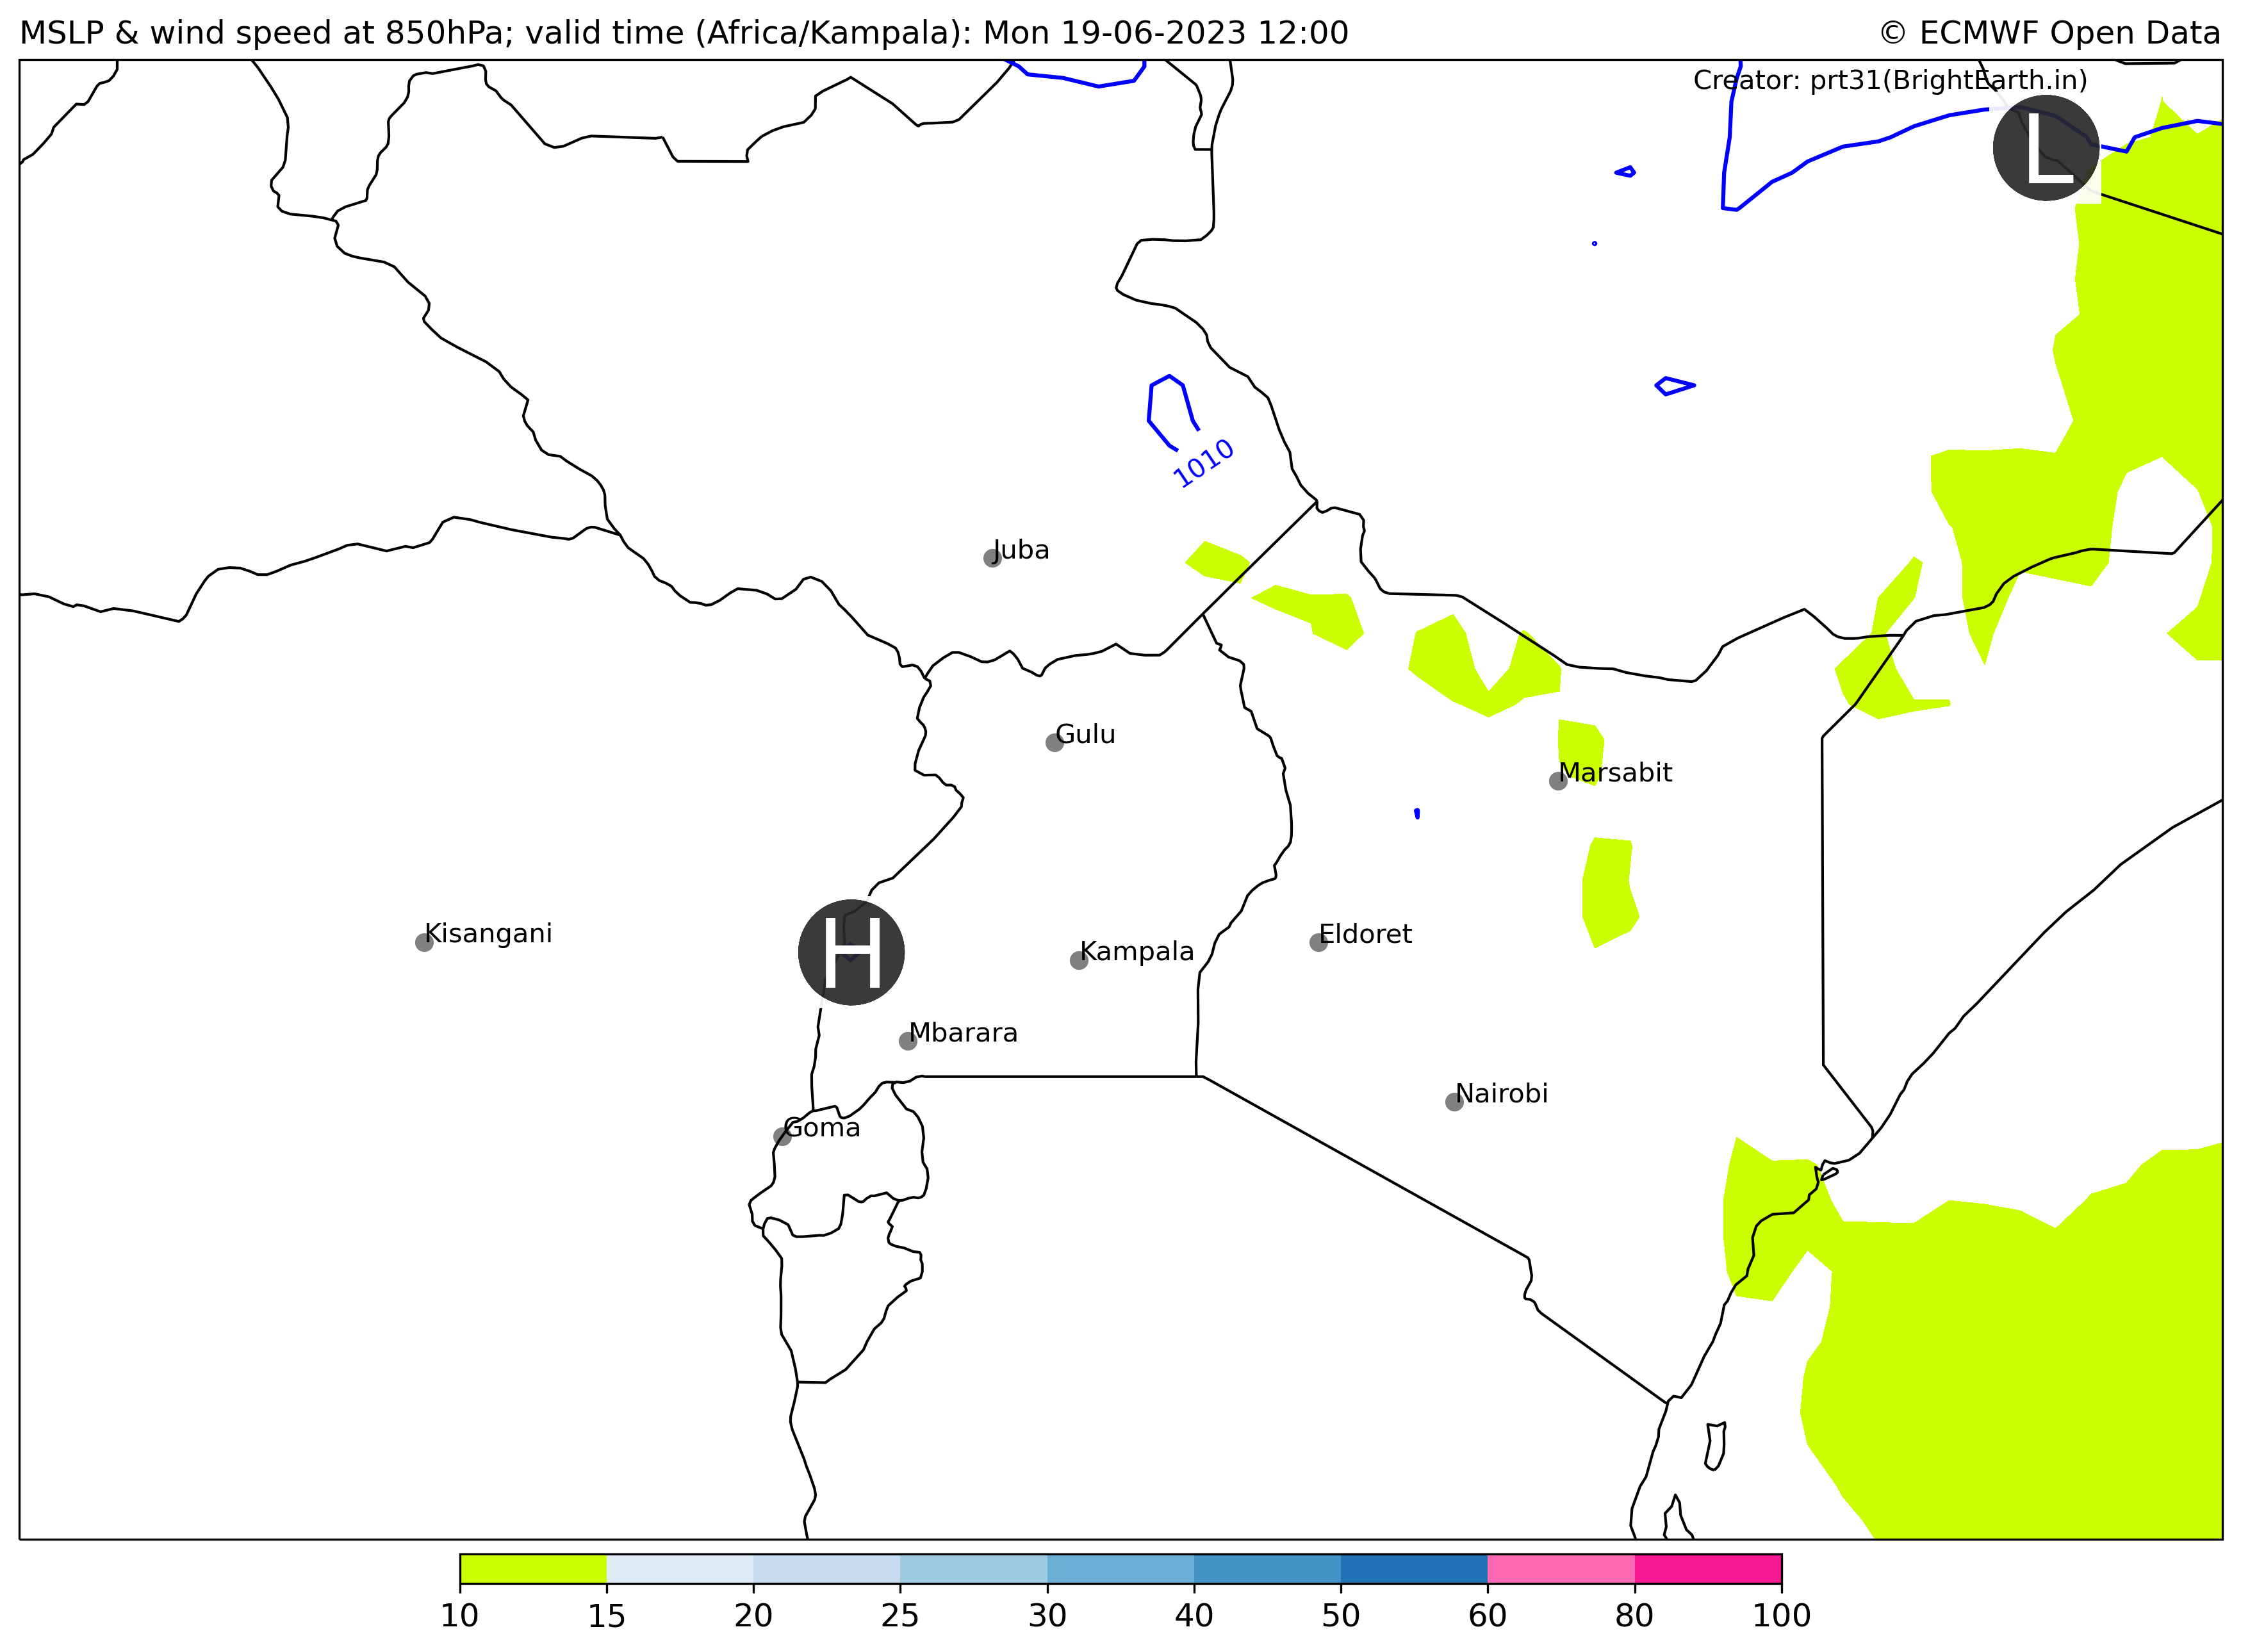 MSLP & wind speed at 850hPa; valid time (Africa/Kampala): Mon 19-06-2023 12:00
© ECMWF Open Data
Creator: prt31(BrightEarth.in)
L
1010
Juba
Gulu
Marsabit
Kisangani
H
Kampala
Eldoret
Mbarara
Nairobi
Goma
10 15 20 25 30 40 50 60 80 100